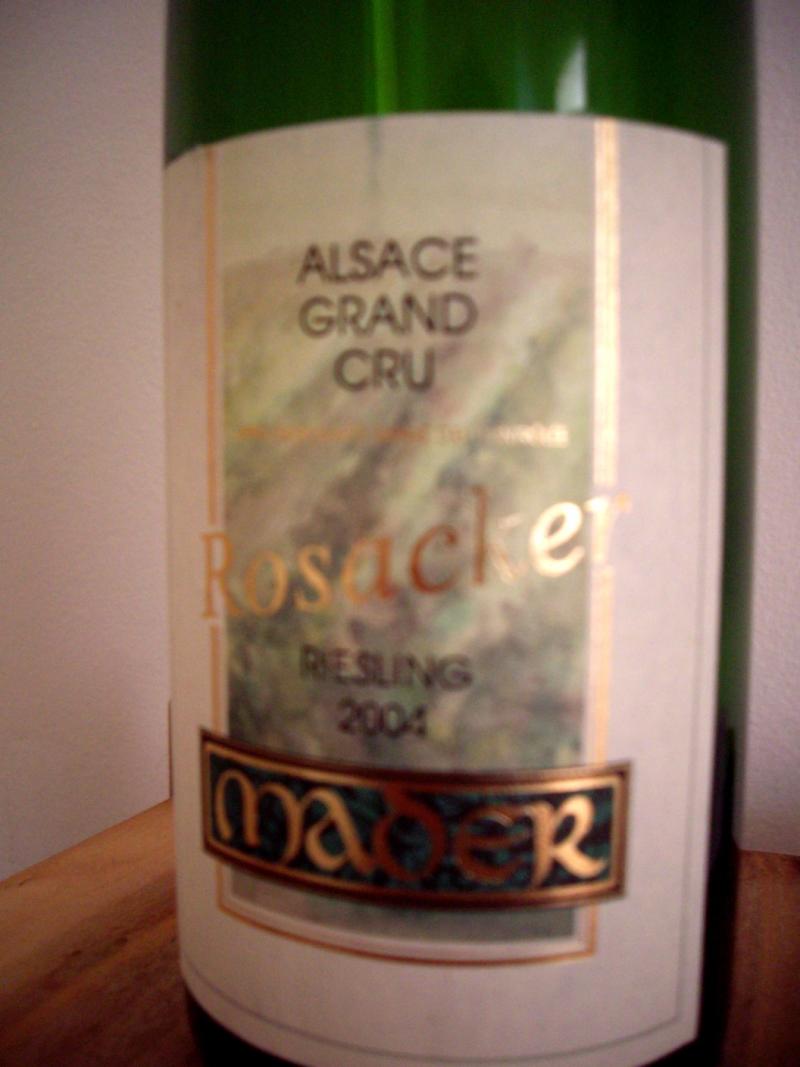 ALSACE
GRAND
CRU
Rosacker
RIESLING
2004
MADER